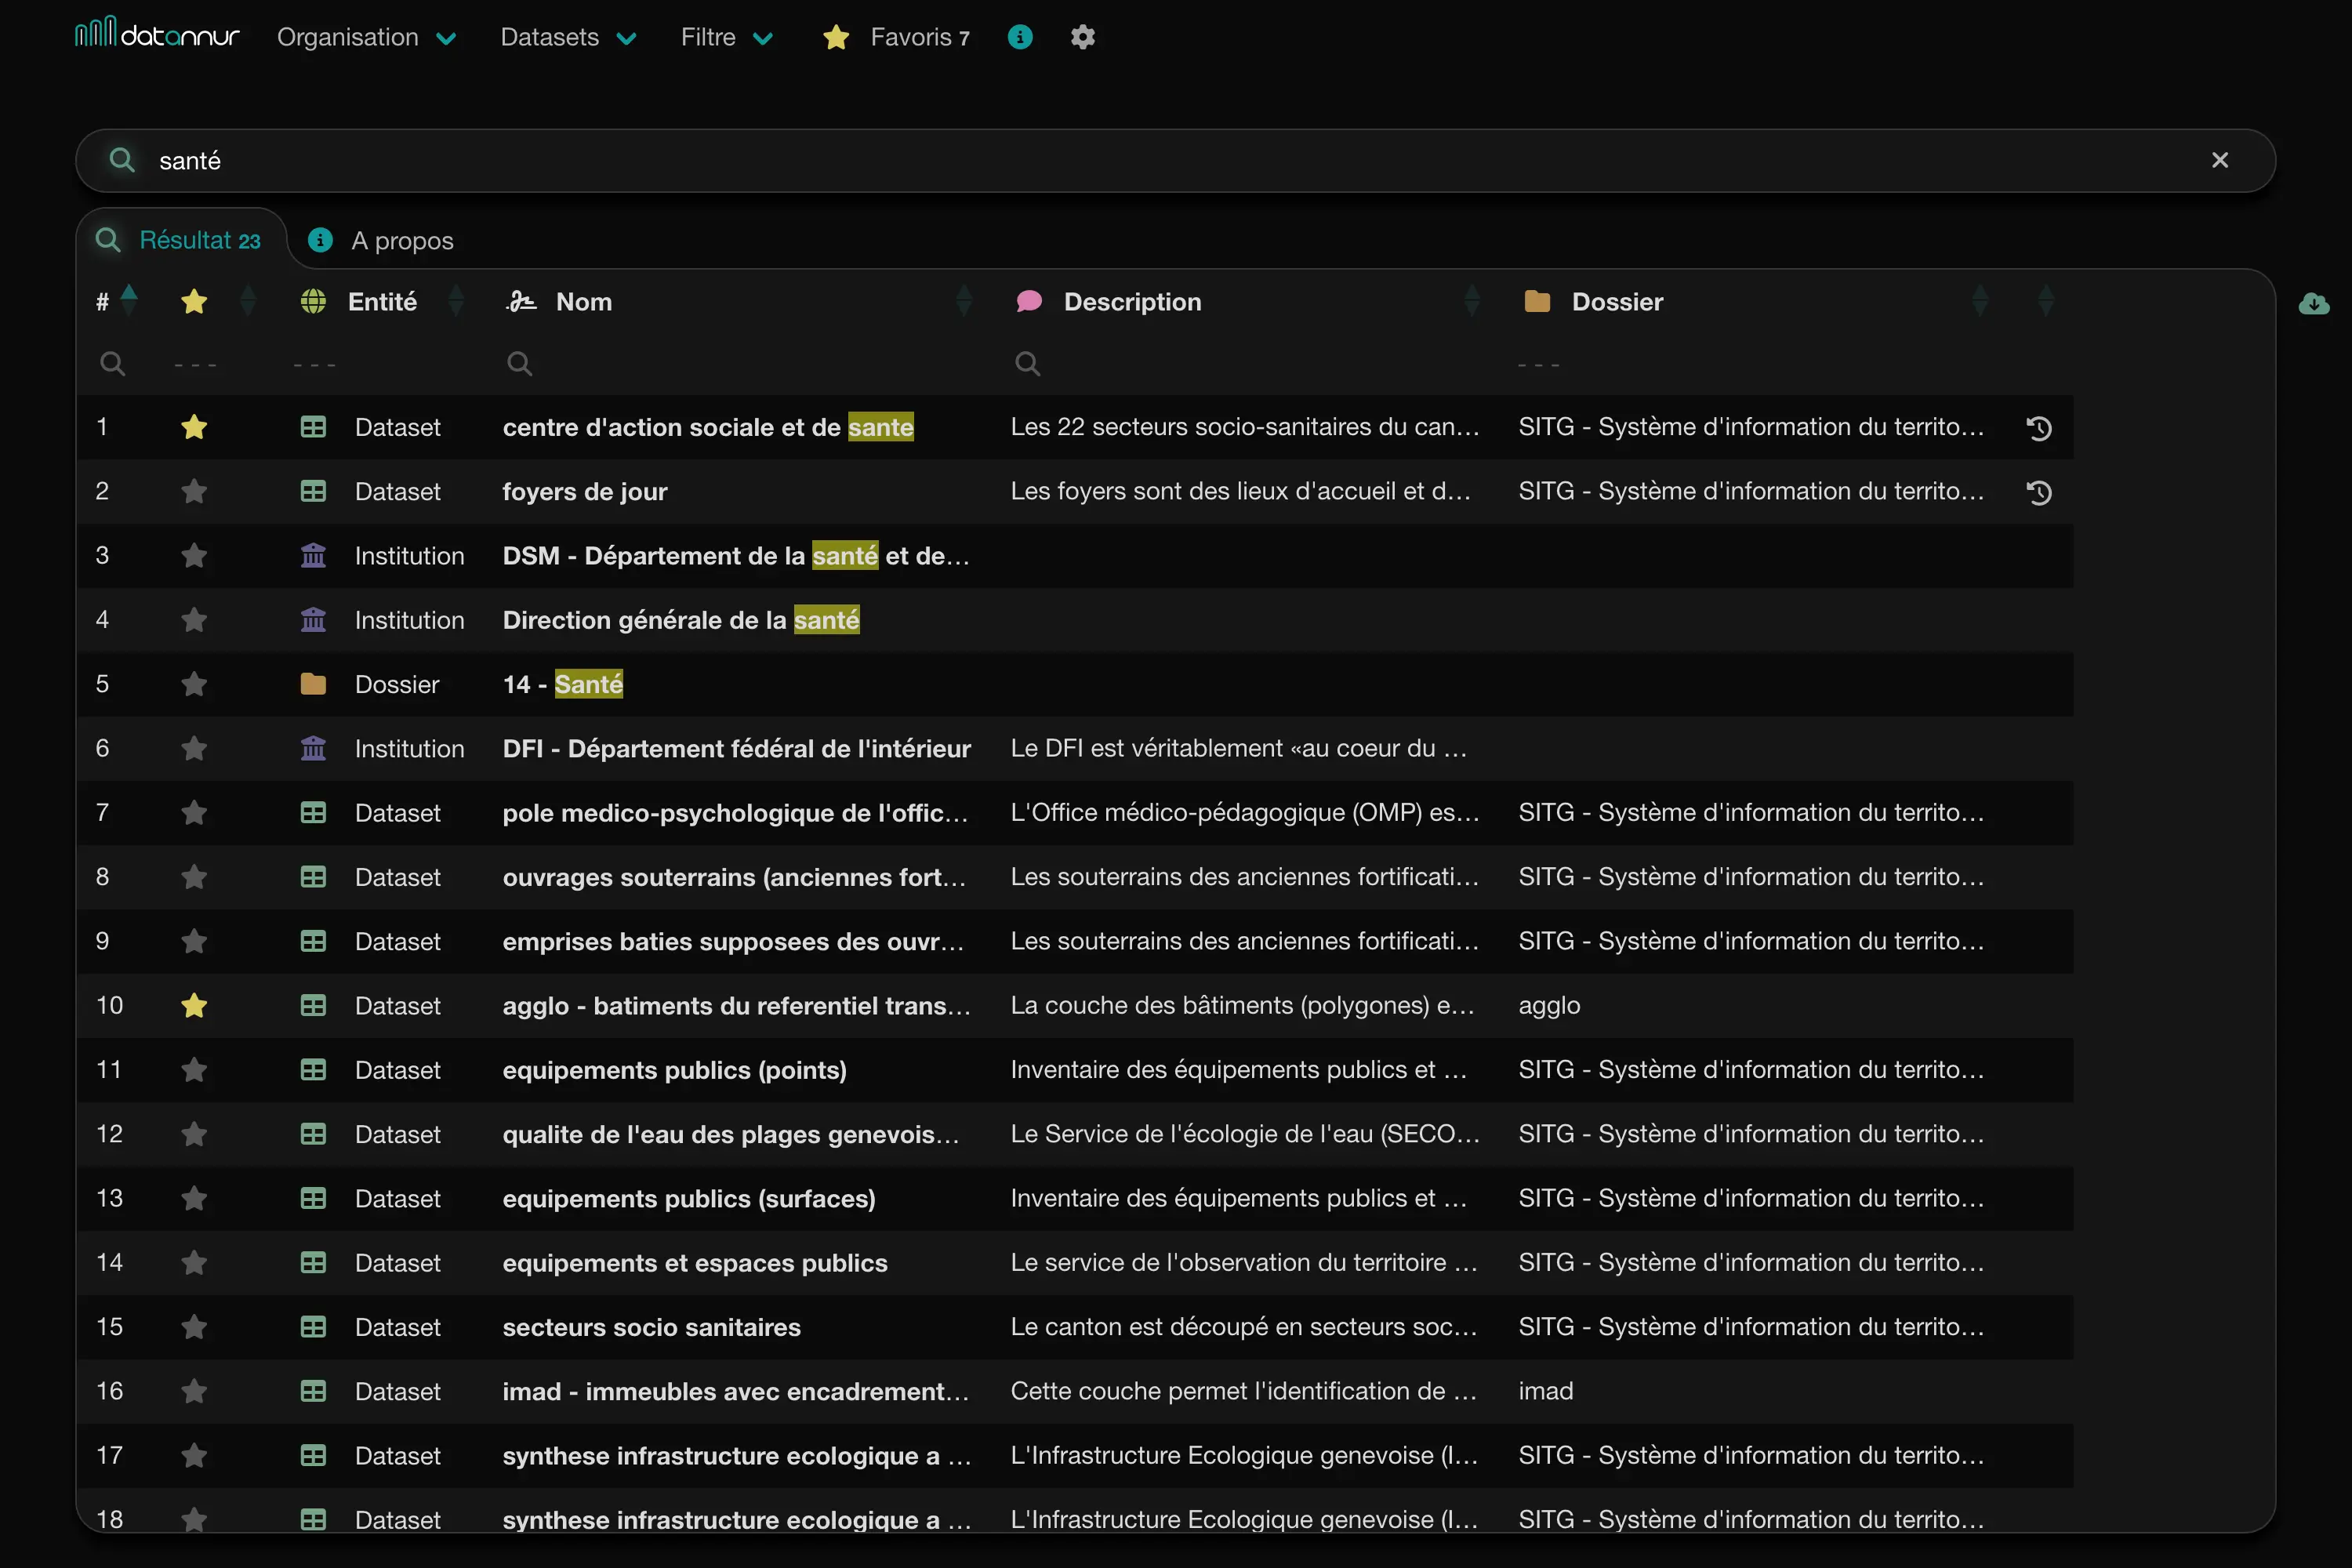 datannur Organisation Datasets Filtre Favoris 7
santé
Résultat 23 A propos
# Entité Nom Description Dossier
- - - - - - - - -
1 Dataset centre d'action sociale et de sante Les 22 secteurs socio-sanitaires du can... SITG - Système d'information du territo...
2 Dataset foyers de jour Les foyers sont des lieux d'accueil et d... SITG - Système d'information du territo...
3 Institution DSM - Département de la santé et de...
4 Institution Direction générale de la santé
5 Dossier 14 - Santé
6 Institution DFI - Département fédéral de l'intérieur Le DFI est véritablement «au coeur du ...
7 Dataset pole medico-psychologique de l'offic... L'Office médico-pédagogique (OMP) es... SITG - Système d'information du territo...
8 Dataset ouvrages souterrains (anciennes fort... Les souterrains des anciennes fortificati... SITG - Système d'information du territo...
9 Dataset emprises baties supposees des ouvr... Les souterrains des anciennes fortificati... SITG - Système d'information du territo...
10 Dataset agglo - batiments du referentiel trans... La couche des bâtiments (polygones) e... agglo
11 Dataset equipements publics (points) Inventaire des équipements publics et ... SITG - Système d'information du territo...
12 Dataset qualite de l'eau des plages genevois... Le Service de l'écologie de l'eau (SECO... SITG - Système d'information du territo...
13 Dataset equipements publics (surfaces) Inventaire des équipements publics et ... SITG - Système d'information du territo...
14 Dataset equipements et espaces publics Le service de l'observation du territoire ... SITG - Système d'information du territo...
15 Dataset secteurs socio sanitaires Le canton est découpé en secteurs soc... SITG - Système d'information du territo...
16 Dataset imad - immeubles avec encadrement... Cette couche permet l'identification de ... imad
17 Dataset synthese infrastructure ecologique a ... L'Infrastructure Ecologique genevoise (I... SITG - Système d'information du territo...
18 Dataset synthese infrastructure ecologique a ... L'Infrastructure Ecologique genevoise (I... SITG - Système d'information du territo...